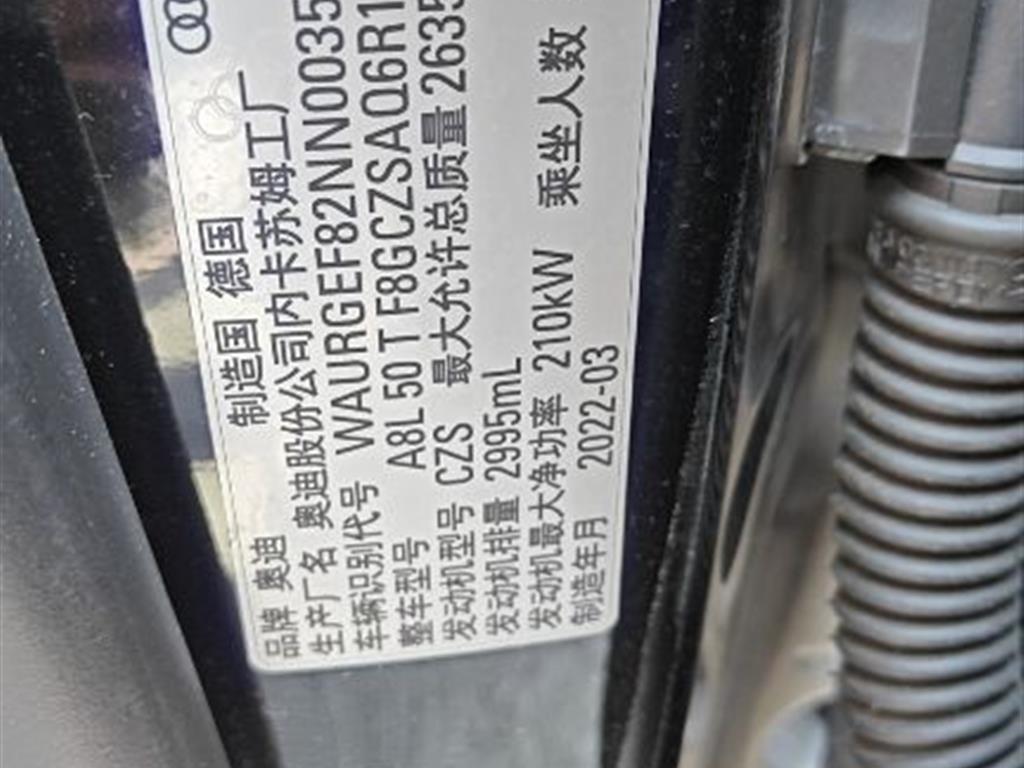 品牌 奥迪 制造国 德国
生产厂名 奥迪股份公司内卡苏姆工厂
车辆识别代号 WAURGEF82NN0035
整车型号 A8L 50 T F8GCZSAQ6R1
发动机型号 CZS 最大允许总质量 2635
发动机排量 2995mL
发动机最大净功率 210kW 乘坐人数
制造年月 2022-03